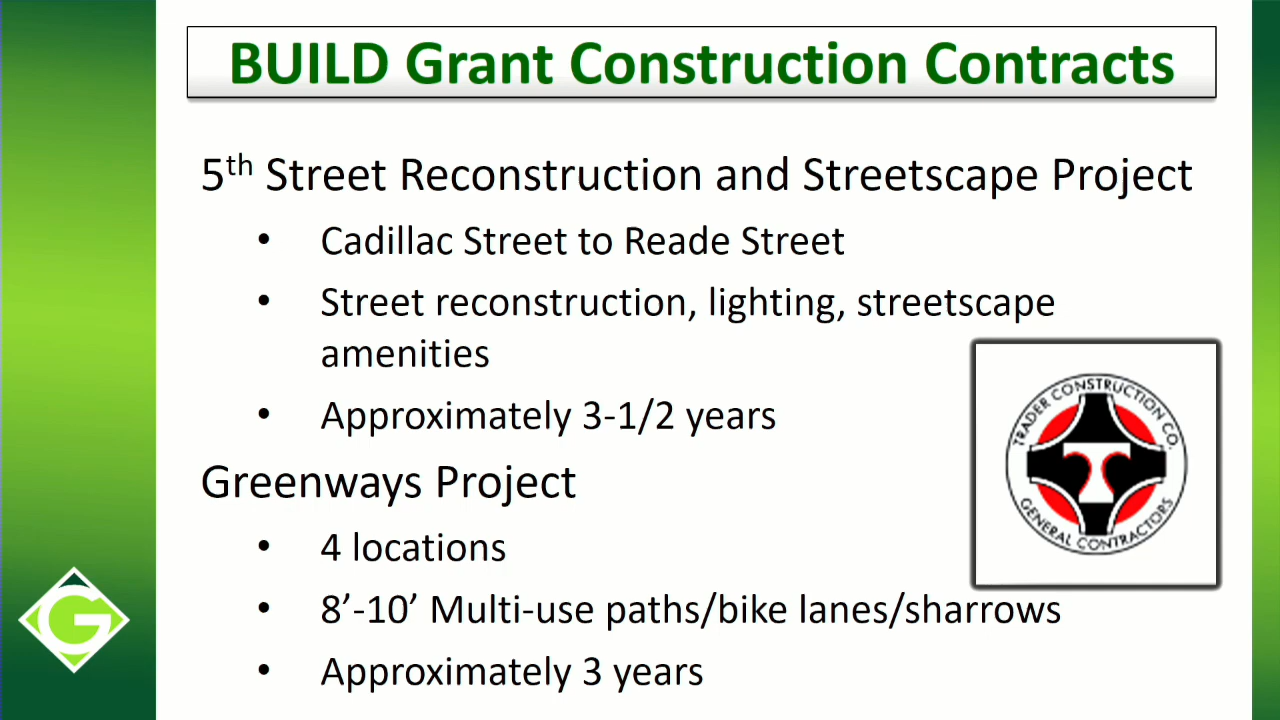 BUILD Grant Construction Contracts
5th Street Reconstruction and Streetscape Project
• Cadillac Street to Reade Street
• Street reconstruction, lighting, streetscape
amenities
• Approximately 3-1/2 years
TRADER CONSTRUCTION CO.
GENERAL CONTRACTORS
Greenways Project
• 4 locations
• 8’-10’ Multi-use paths/bike lanes/sharrows
• Approximately 3 years
G